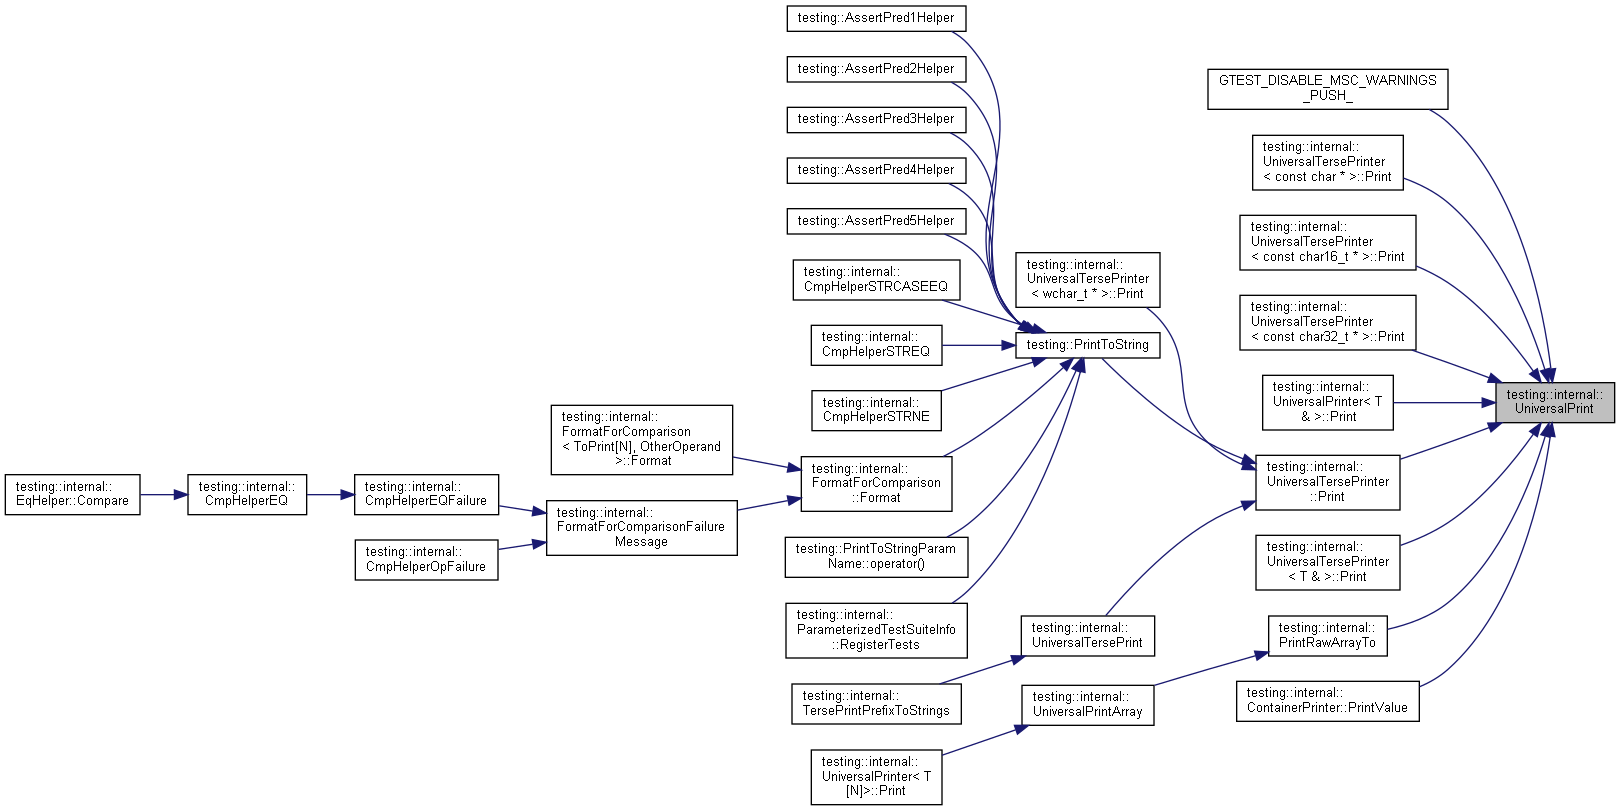 testing::AssertPred1Helper
testing::AssertPred2Helper
testing::AssertPred3Helper
testing::AssertPred4Helper
testing::AssertPred5Helper
testing::internal::
CmpHelperSTRCASEEQ
testing::internal::
CmpHelperSTREQ
testing::internal::
CmpHelperSTRNE
testing::internal::
FormatForComparison
< ToPrint[N], OtherOperand
>::Format
testing::internal::
EqHelper::Compare
testing::internal::
CmpHelperEQ
testing::internal::
CmpHelperEQFailure
testing::internal::
CmpHelperOpFailure
testing::internal::
FormatForComparisonFailure
Message
testing::internal::
FormatForComparison
::Format
testing::PrintToStringParam
Name::operator()
testing::internal::
ParameterizedTestSuiteInfo
::RegisterTests
testing::internal::
TersePrintPrefixToStrings
testing::internal::
UniversalPrinter< T
[N]>::Print
testing::internal::
UniversalTersePrinter
< wchar_t * >::Print
testing::PrintToString
testing::internal::
UniversalTersePrint
testing::internal::
UniversalPrintArray
GTEST_DISABLE_MSC_WARNINGS
_PUSH_
testing::internal::
UniversalTersePrinter
< const char * >::Print
testing::internal::
UniversalTersePrinter
< const char16_t * >::Print
testing::internal::
UniversalTersePrinter
< const char32_t * >::Print
testing::internal::
UniversalPrinter< T
& >::Print
testing::internal::
UniversalTersePrinter
::Print
testing::internal::
UniversalTersePrinter
< T & >::Print
testing::internal::
PrintRawArrayTo
testing::internal::
ContainerPrinter::PrintValue
testing::internal::
UniversalPrint